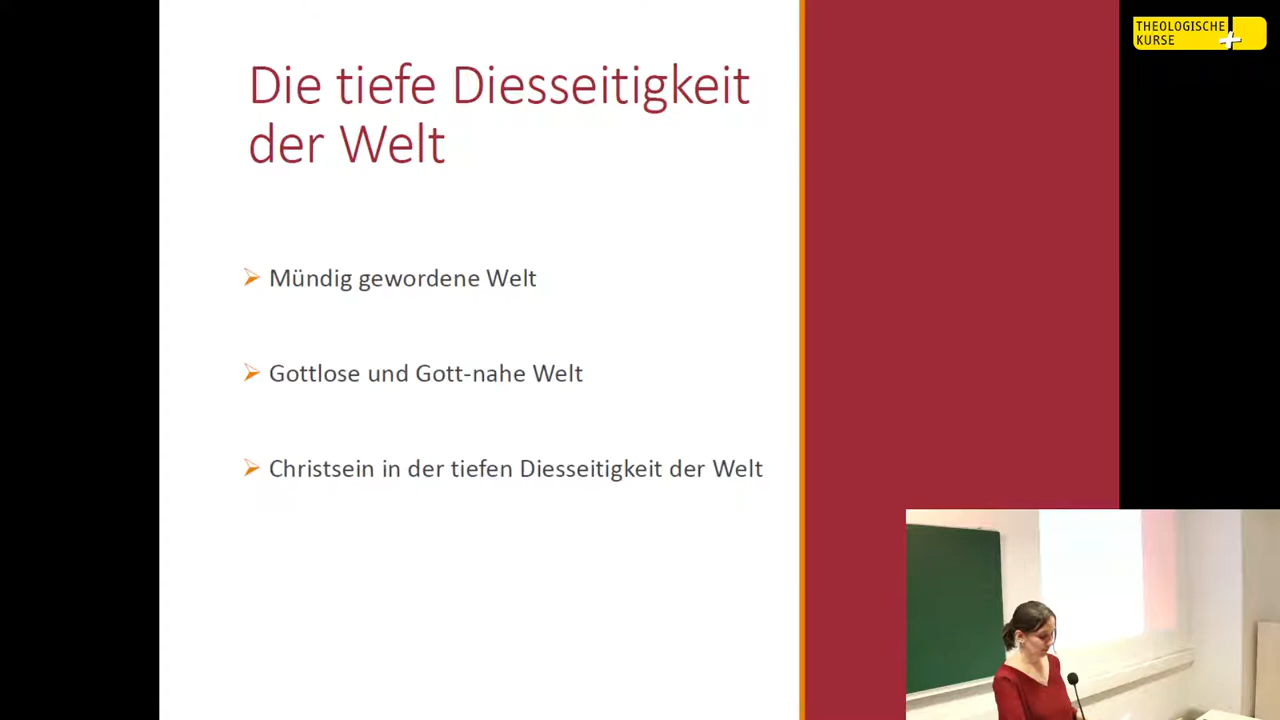 Die tiefe Diesseitigkeit
der Welt
Mündig gewordene Welt
Gottlose und Gott-nahe Welt
Christsein in der tiefen Diesseitigkeit der Welt
THEOLOGISCHE
KURSE